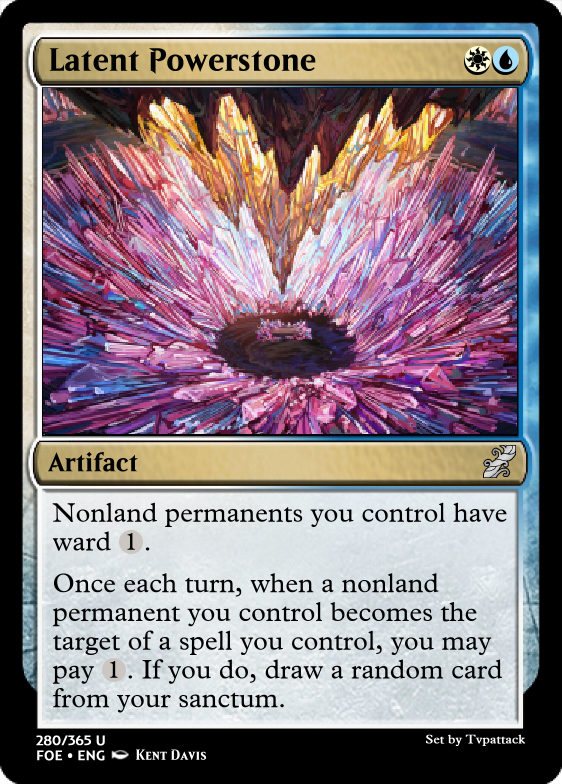 Latent Powerstone
Artifact
Nonland permanents you control have
ward 1.
Once each turn, when a nonland
permanent you control becomes the
target of a spell you control, you may
pay 1. If you do, draw a random card
from your sanctum.
280/365 U
Set by Tvpattack
FOE • ENG Kent Davis